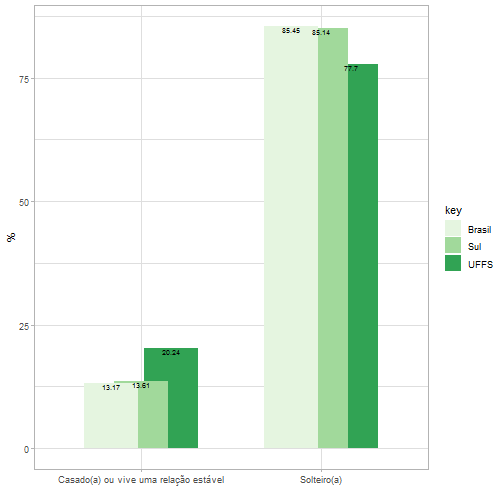 85.45
85.14
77.7
75
50
25
20.24
13.17
13.61
0
%
Casado(a) ou vive uma relação estável
Solteiro(a)
key
Brasil
Sul
UFFS